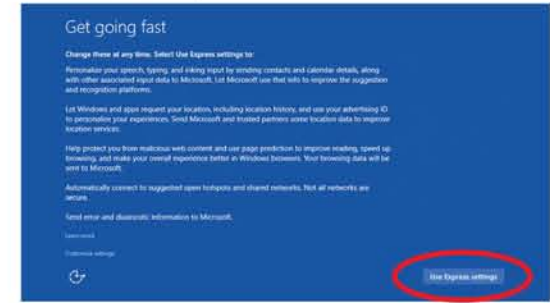 Get going fast
Change these at any time. Select Use Express settings to:
Personalize your speech, typing, and inking input by sending contacts and calendar details, along
with other associated input data to Microsoft. Let Microsoft use that info to improve the suggestion
and recognition platforms.
Let Windows and apps request your location, including location history, and use your advertising ID
to personalize your experiences. Send Microsoft and trusted partners some location data to improve
location services.
Help protect you from malicious web content and use page prediction to improve reading, speed up
browsing, and make your overall experience better in Windows browsers. Your browsing data will be
sent to Microsoft.
Automatically connect to suggested open hotspots and shared networks. Not all networks are
secure.
Send error and diagnostic information to Microsoft.
Learn more
Customize settings
Use Express settings